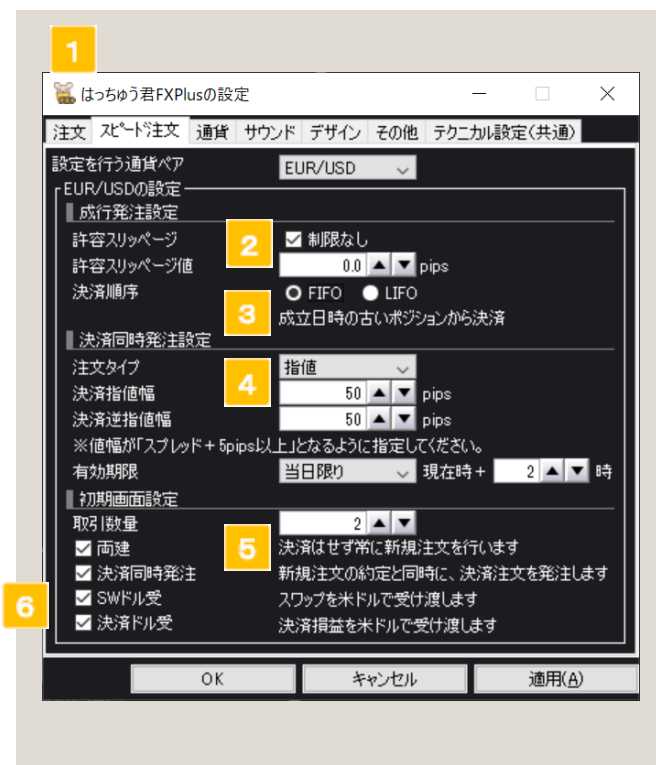 1
はっちゅう君FXPlusの設定
注文 スピード注文 通貨 サウンド デザイン その他 テクニカル設定(共通)
設定を行う通貨ペア EUR/USD
EUR/USDの設定
成行発注設定
許容スリッページ 2 制限なし
許容スリッページ値 0.0 pips
決済順序 FIFO LIFO
3 成立日時の古いポジションから決済
決済同時発注設定
注文タイプ 4 指値
決済指値幅 50 pips
決済逆指値幅 50 pips
※値幅が「スプレッド+5pips以上」となるように指定してください。
有効期限 当日限り 現在時+ 2 時
初期画面設定
取引数量 2
両建 5 決済はせず常に新規注文を行います
決済同時発注 新規注文の約定と同時に、決済注文を発注します
6 SWドル受 スワップを米ドルで受け渡します
決済ドル受 決済損益を米ドルで受け渡します
OK キャンセル 適用(A)